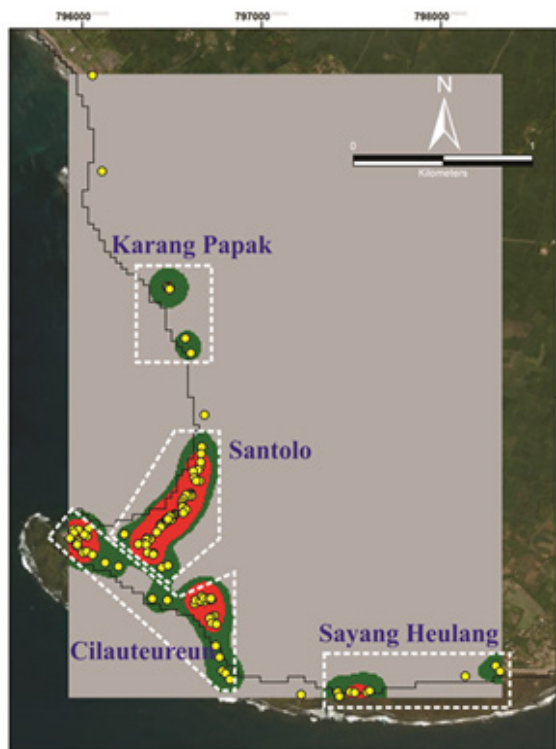 796000 797000 798000
N
0 1
Kilometers
Karang Papak
Santolo
Sayang Heulang
Cilauteureun